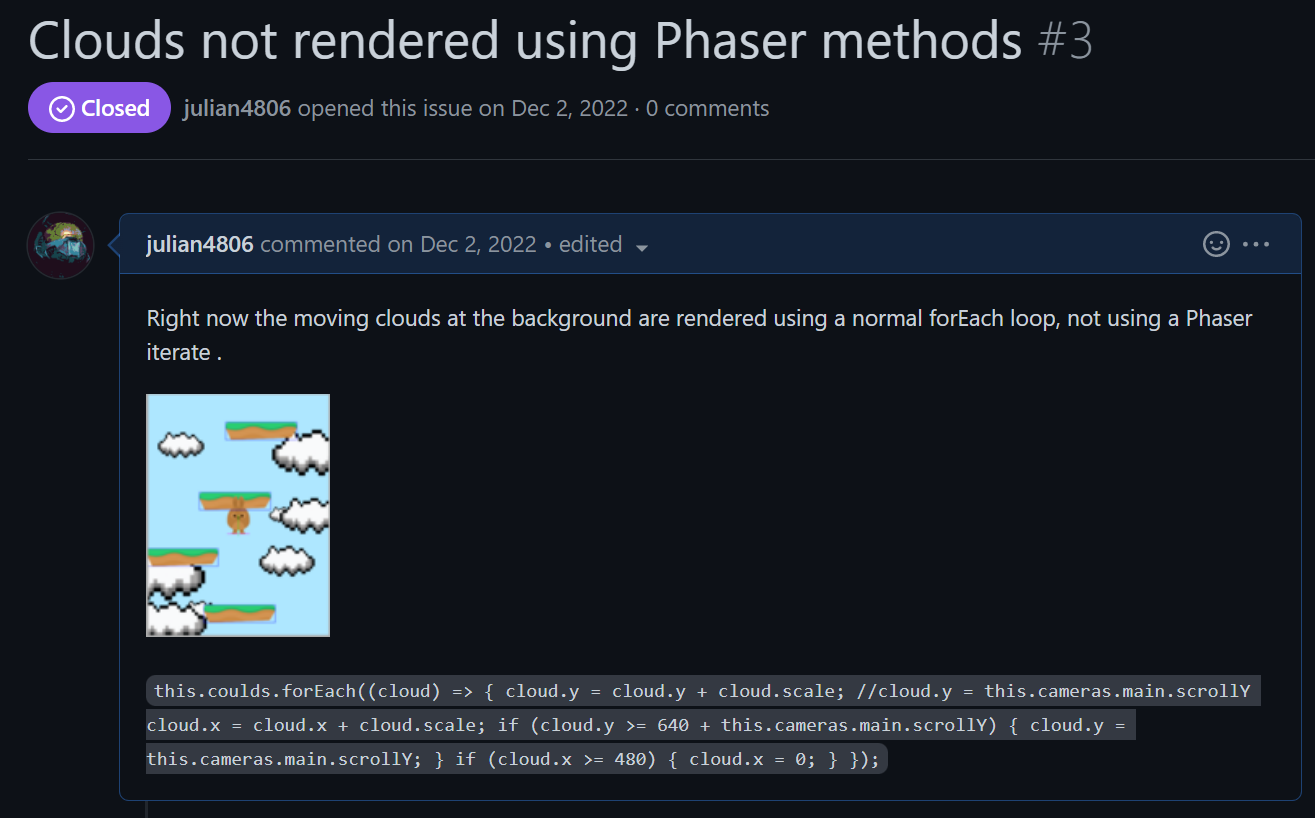 Clouds not rendered using Phaser methods #3
Closed julian4806 opened this issue on Dec 2, 2022 · 0 comments
julian4806 commented on Dec 2, 2022 • edited
Right now the moving clouds at the background are rendered using a normal forEach loop, not using a Phaser
iterate .
this.coulds.forEach((cloud) => { cloud.y = cloud.y + cloud.scale; //cloud.y = this.cameras.main.scrollY
cloud.x = cloud.x + cloud.scale; if (cloud.y >= 640 + this.cameras.main.scrollY) { cloud.y =
this.cameras.main.scrollY; } if (cloud.x >= 480) { cloud.x = 0; } });